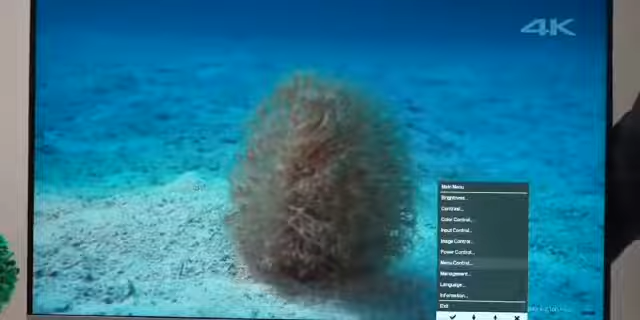 4K
Main Menu
Brightness...
Contrast...
Color Control...
Input Control...
Image Control...
Power Control...
Menu Control...
Management...
Language...
Information...
Exit